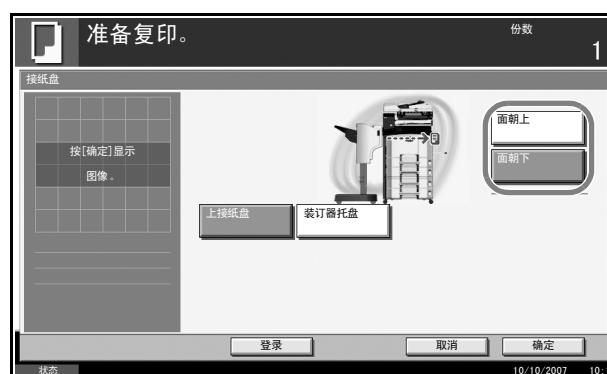 准备复印。
份数
1
接纸盘
按[确定]显示
图像。
面朝上
面朝下
上接纸盘
装订器托盘
登录
取消
确定
状态
10/10/2007 10: